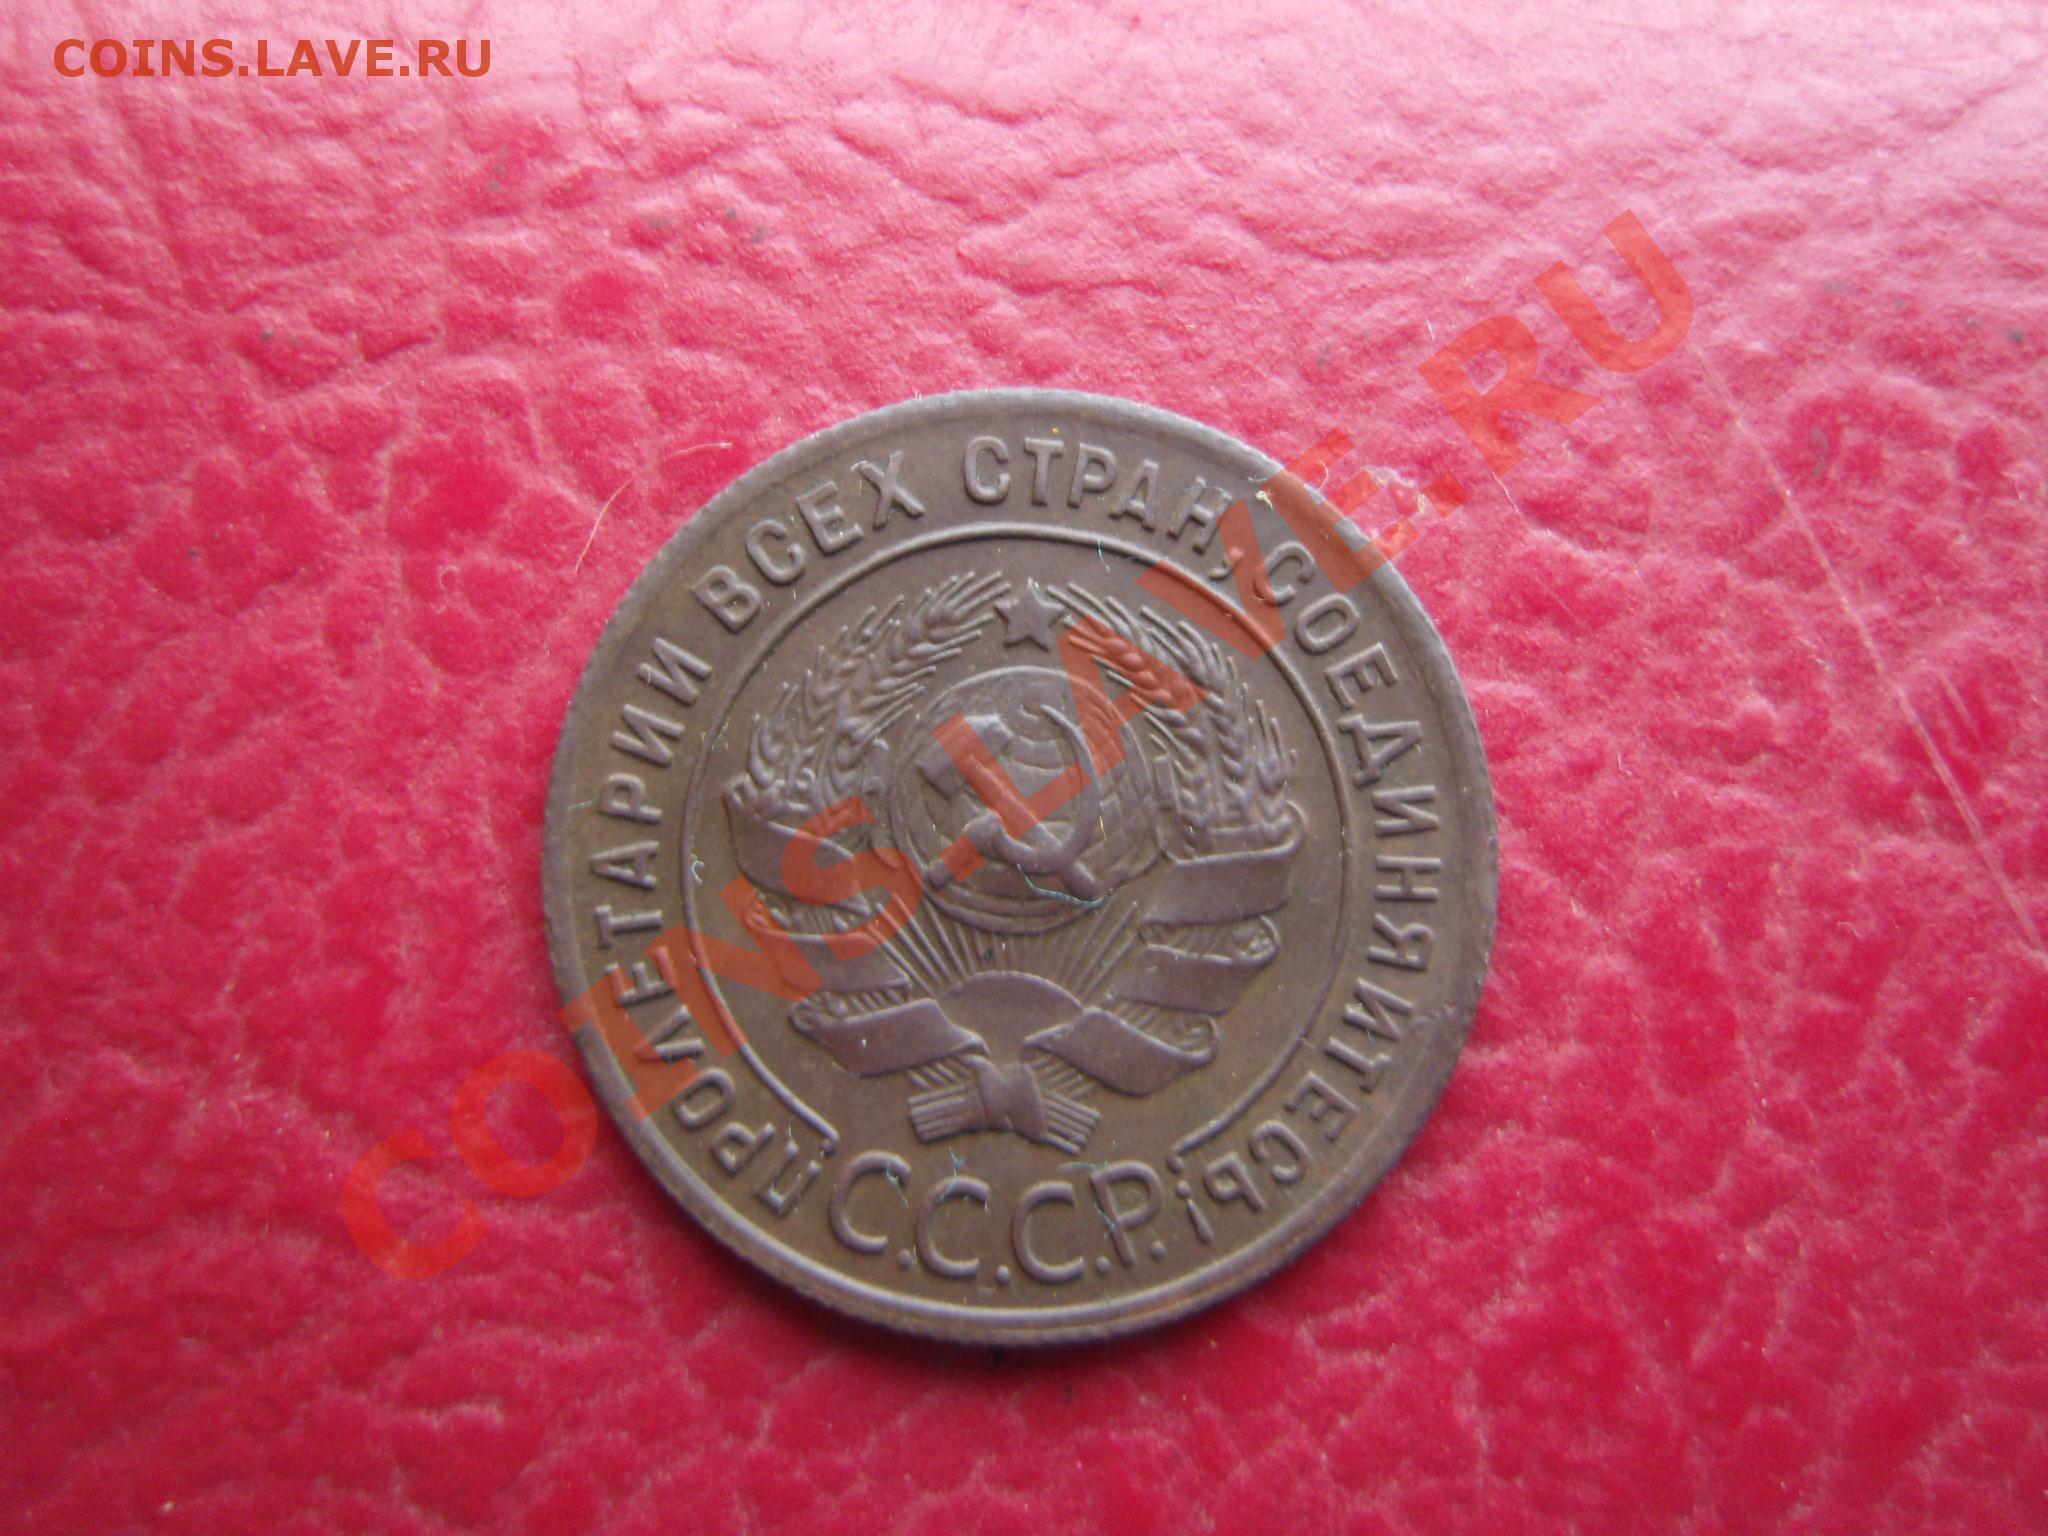 COINS.LAVE.RU
ПРОЛЕТАРИИ ВСЕХ СТРАН, СОЕДИНЯЙТЕСЬ!
С.С.С.Р.
COINS-LAVE.RU